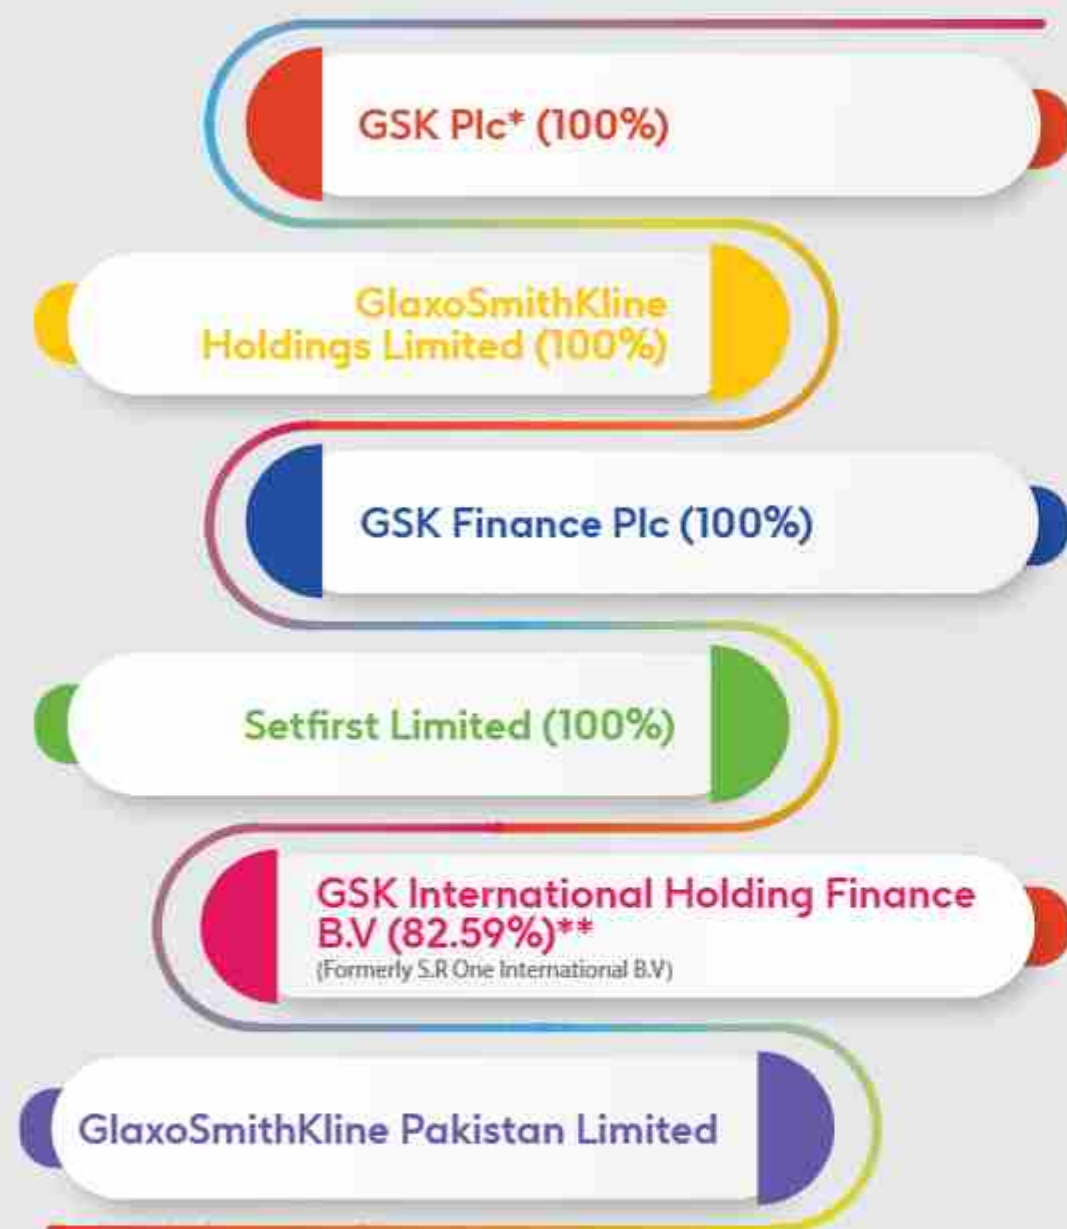 GSK Plc* (100%)
GlaxoSmithKline
Holdings Limited (100%)
GSK Finance Plc (100%)
Setfirst Limited (100%)
GSK International Holding Finance
B.V (82.59%)**
(Formerly S.R One International B.V)
GlaxoSmithKline Pakistan Limited